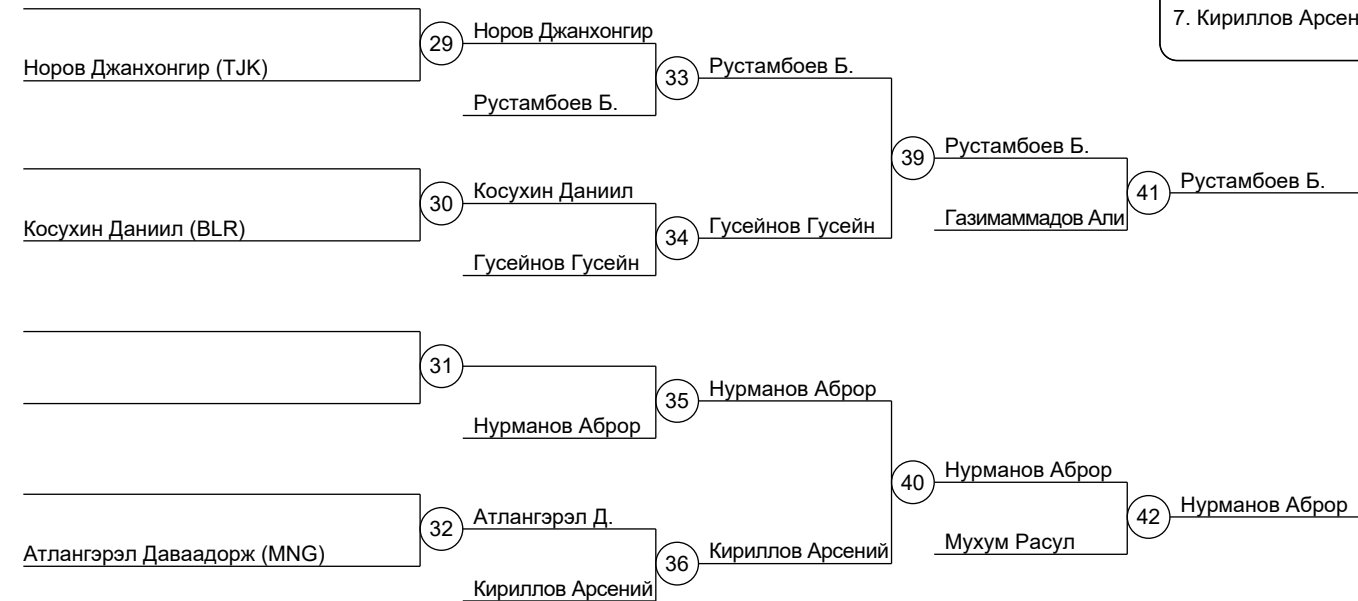 7. Кириллов Арсен
29
Норов Джанхонгир
Норов Джанхонгир (TJK)
33
Рустамбоев Б.
Рустамбоев Б.
39
Рустамбоев Б.
30
Косухин Даниил
41
Рустамбоев Б.
Косухин Даниил (BLR)
34
Гусейнов Гусейн
Газимаммадов Али
Гусейнов Гусейн
31
35
Нурманов Аброр
Нурманов Аброр
40
Нурманов Аброр
32
Атлангэрэл Д.
42
Нурманов Аброр
Атлангэрэл Даваадорж (MNG)
36
Кириллов Арсений
Мухум Расул
Кириллов Арсений